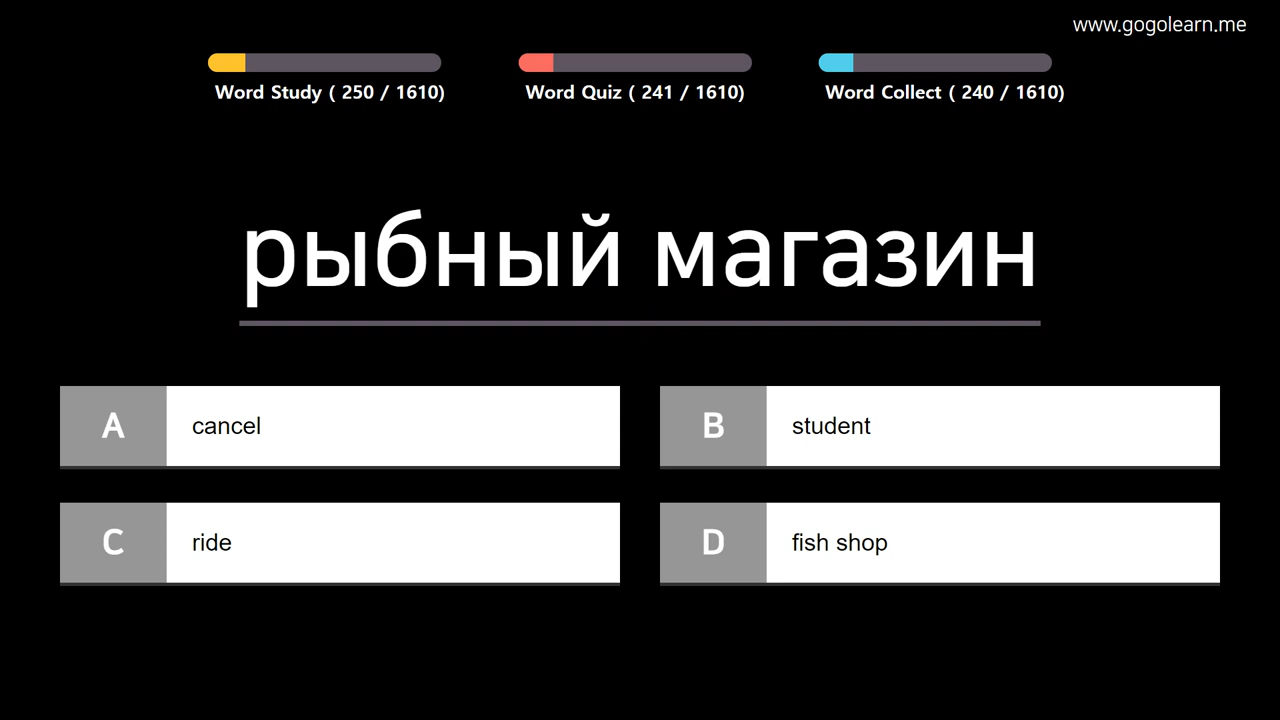 www.gogolearn.me
Word Study ( 250 / 1610)
Word Quiz ( 241 / 1610)
Word Collect ( 240 / 1610)
рыбный магазин
A cancel
B student
C ride
D fish shop